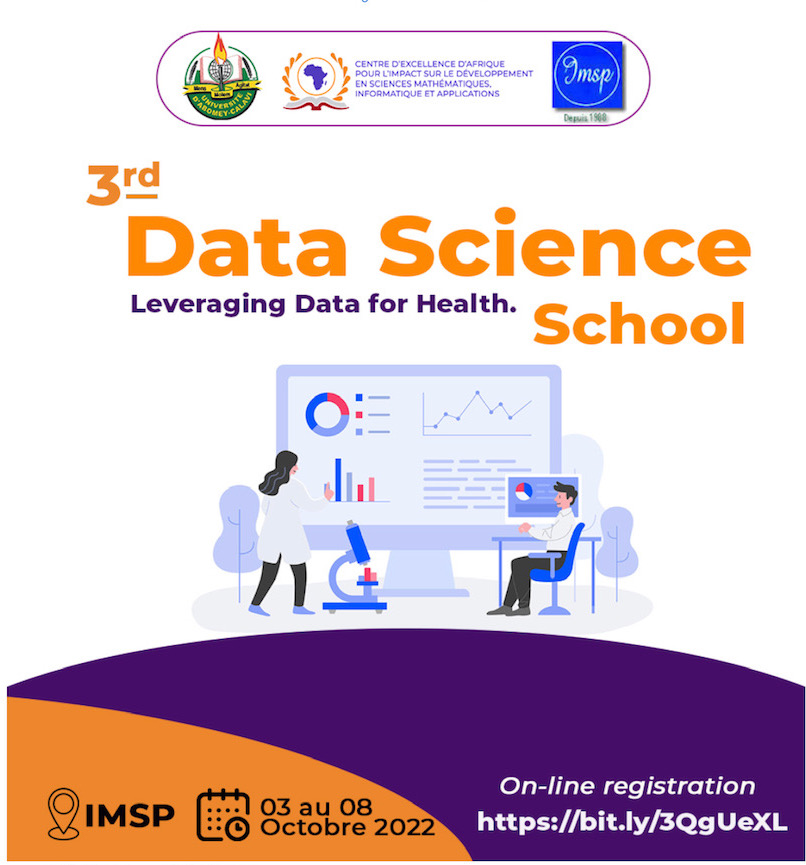 Mens Agitat Molem
UNIVERSITE
D'ABOMEY-CALAVI
CENTRE D'EXCELLENCE D'AFRIQUE
POUR L'IMPACT SUR LE DÉVELOPPEMENT
EN SCIENCES MATHÉMATIQUES,
INFORMATIQUE ET APPLICATIONS
Imsp
Depuis 1988
3rd
Data Science
Leveraging Data for Health.
School
IMSP
03 au 08
Octobre 2022
On-line registration
https://bit.ly/3QgUeXL